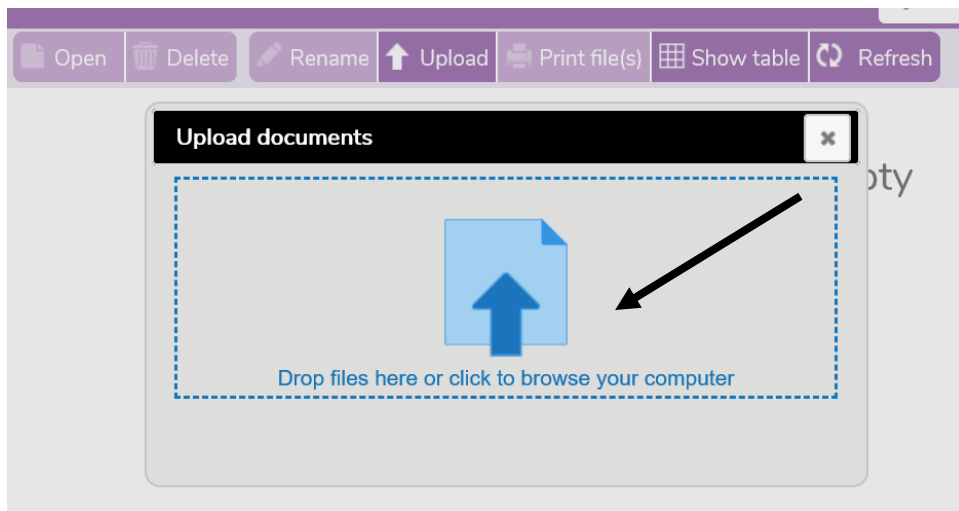 Open Delete Rename Upload Print file(s) Show table Refresh
Upload documents
Drop files here or click to browse your computer